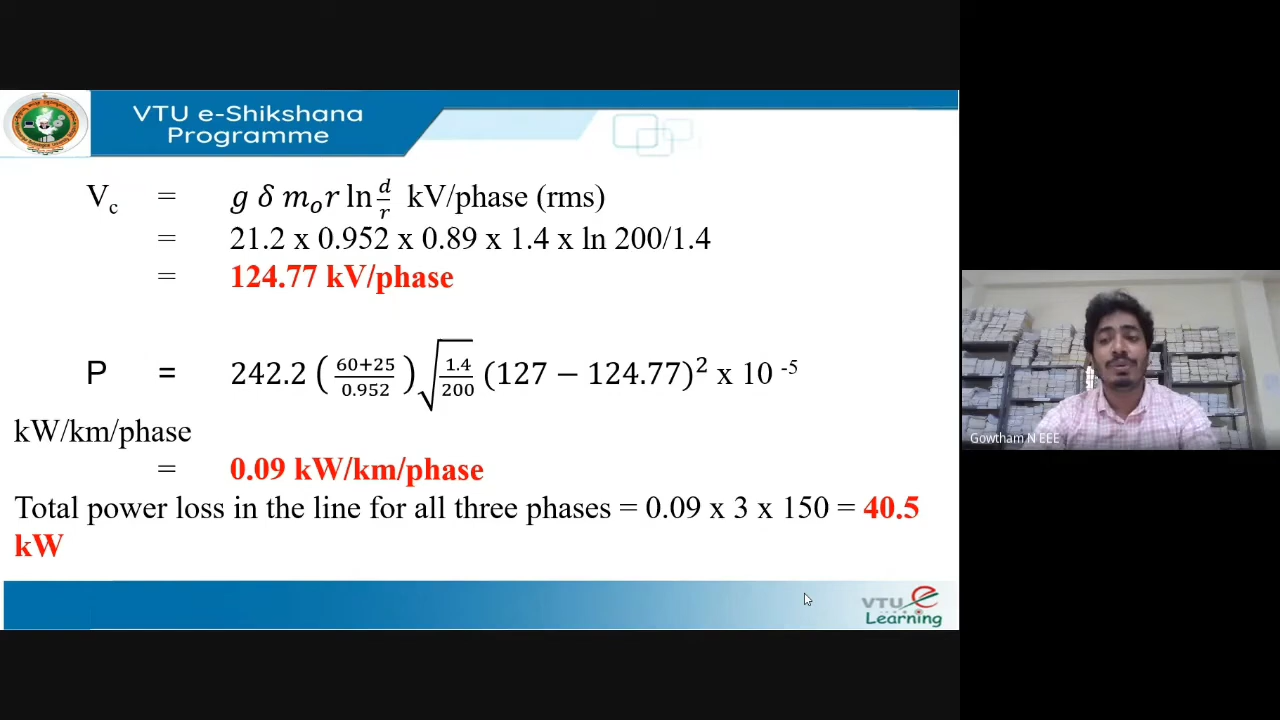 VTU e-Shikshana
Programme
V_c = g δ m_o r ln d/r kV/phase (rms)
= 21.2 x 0.952 x 0.89 x 1.4 x ln 200/1.4
= 124.77 kV/phase
P = 242.2 ((60+25)/0.952) √(1.4/200) (127 − 124.77)² x 10 ⁻⁵
kW/km/phase
= 0.09 kW/km/phase
Total power loss in the line for all three phases = 0.09 x 3 x 150 = 40.5
kW
Gowtham N EEE
VTU e
Learning